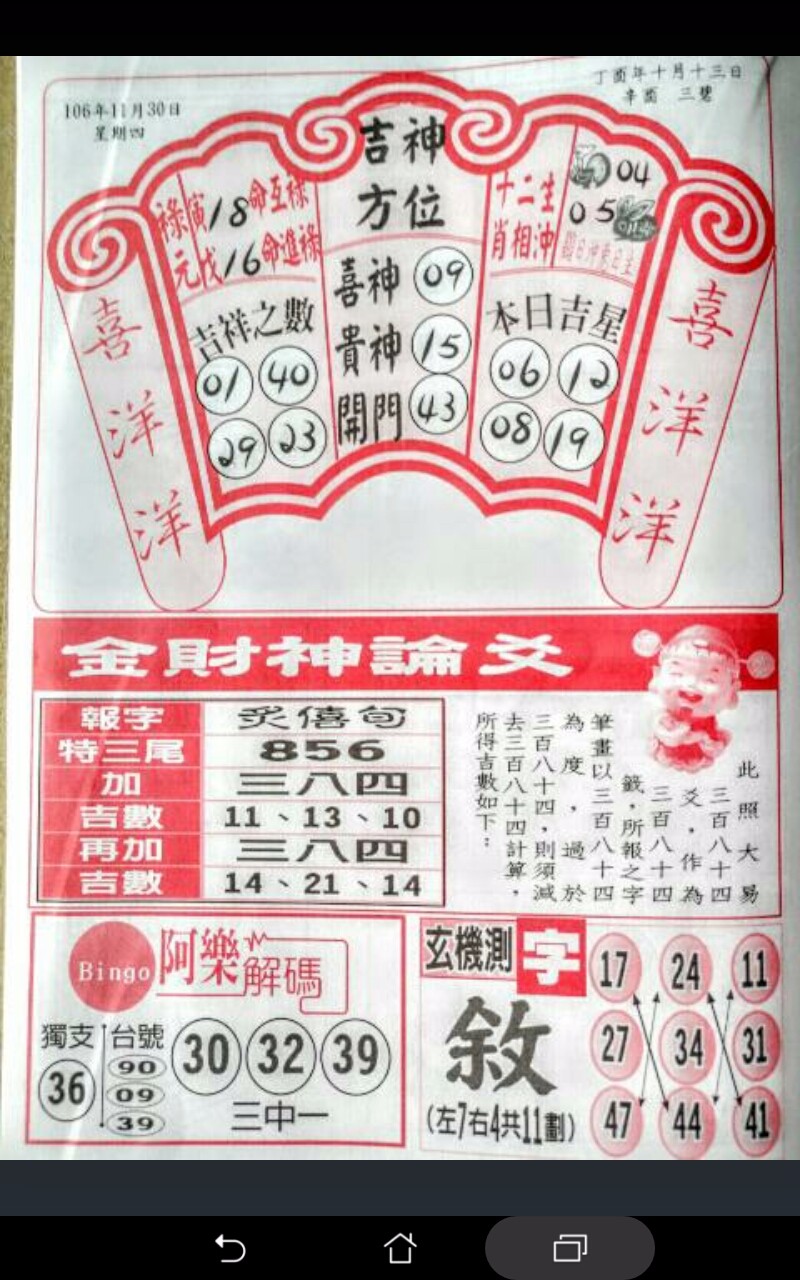 106年11月30日
星期四
丁酉年十月十三日
辛酉 三碧
吉神
方位
喜神 09
貴神 15
開門 43
祿 寅18命互祿
元 戊16命進祿
吉祥之數
01 40
29 23
十二生
肖相沖
04
05
本日吉星
06 12
08 19
喜洋洋
喜洋洋
金財神論爻
報字 炙僖旬
特三尾 856
加 三八四
吉數 11、13、10
再加 三八四
吉數 14、21、14
此照大易
三百八十四
爻,作為
三百八十四
籤,所報之字
筆畫以三百八十四
為度,過於
三百八十四,則須減
去三百八十四計算,
所得吉數如下:
Bingo 阿樂解碼
獨支 台號
36
90
09
39
30 32 39
三中一
玄機測字
敘
(左7右4共11劃)
17 24 11
27 34 31
47 44 41